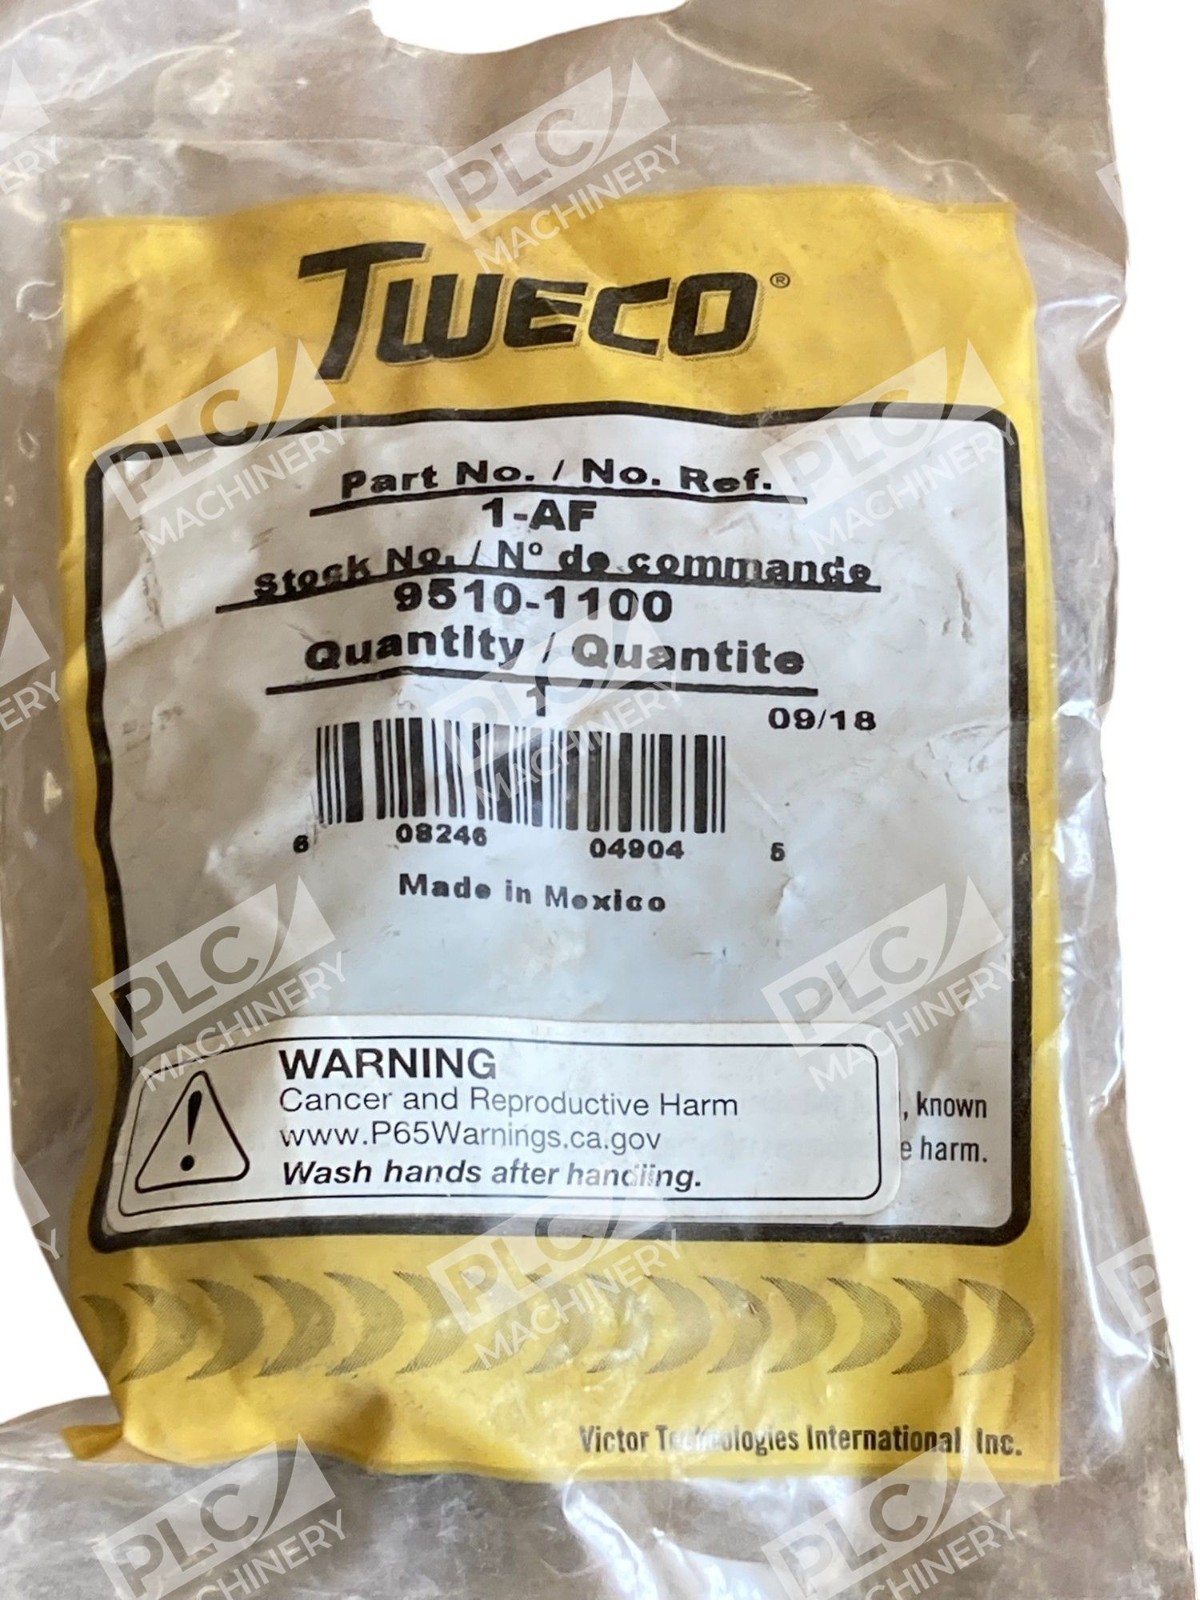 TWECO®
Part No. / No. Ref.
1-AF
Stock No. / N° de commande
9510-1100
Quantity / Quantite
1
09/18
6 08246 04904 5
Made in Mexico
WARNING
Cancer and Reproductive Harm
www.P65Warnings.ca.gov
Wash hands after handling.
, known
e harm.
Victor Technologies International, Inc.
PLC
MACHINERY